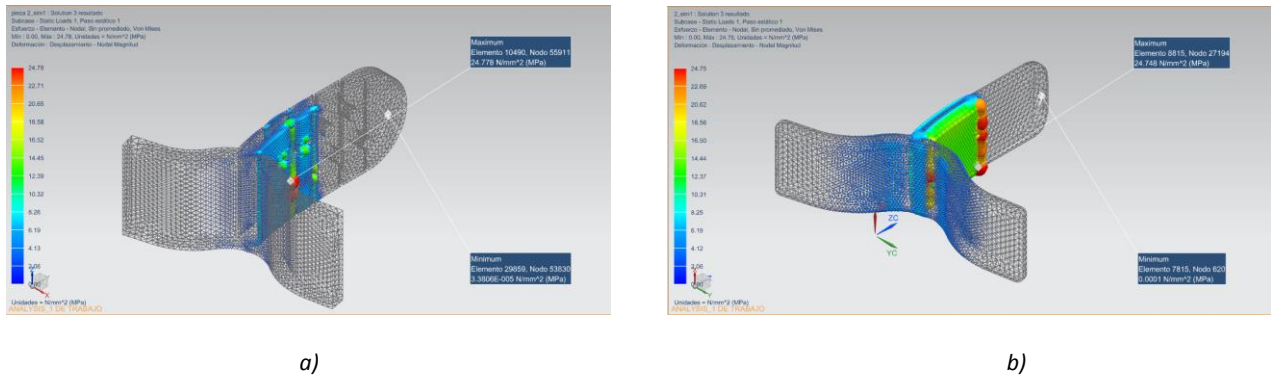 pieza 2_sim1 : Solution 3 resultado
Subcase - Static Loads 1, Paso estático 1
Esfuerzo - Elemento - Nodal, Sin promediado, Von Mises
Min : 0.00, Máx : 24.78, Unidades = N/mm^2 (MPa)
Deformación : Desplazamiento - Nodal Magnitud
Maximum
Elemento 10490, Nodo 55911
24.778 N/mm^2 (MPa)
24.78
22.71
20.65
18.58
16.52
14.45
12.39
10.32
8.26
6.19
4.13
2.06
0.00
X
Minimum
Elemento 29859, Nodo 53830
3.3806E-005 N/mm^2 (MPa)
Unidades = N/mm^2 (MPa)
ANALYSIS_1 DE TRABAJO
a)
2_sim1 : Solution 3 resultado
Subcase - Static Loads 1, Paso estático 1
Esfuerzo - Elemento - Nodal, Sin promediado, Von Mises
Min : 0.00, Máx : 24.75, Unidades = N/mm^2 (MPa)
Deformación : Desplazamiento - Nodal Magnitud
Maximum
Elemento 8815, Nodo 27194
24.748 N/mm^2 (MPa)
24.75
22.69
20.62
18.56
16.50
14.44
12.37
10.31
8.25
6.19
4.12
2.06
0.00
ZC
YC
Y
Minimum
Elemento 7815, Nodo 620
0.0001 N/mm^2 (MPa)
Unidades = N/mm^2 (MPa)
ANALYSIS_1 DE TRABAJO
b)